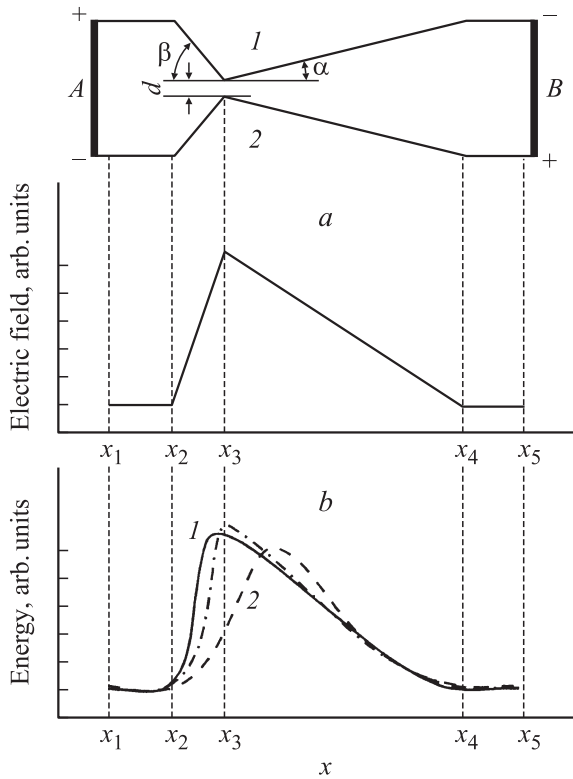 + −
A β d 1 α B
2
− +
a
Electric field, arb. units
x1 x2 x3 x4 x5
b
1
2
Energy, arb. units
x1 x2 x3 x4 x5
x